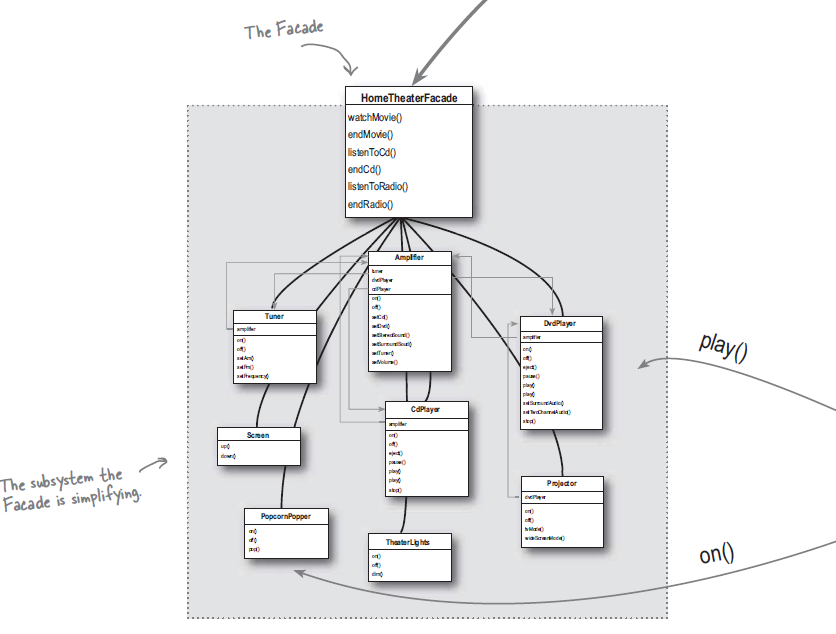 The Facade
HomeTheaterFacade
watchMovie()
endMovie()
listenToCd()
endCd()
listenToRadio()
endRadio()
Amplifier
tuner
dvdPlayer
cdPlayer
on()
off()
setCd()
setDvd()
setStereoSound()
setSurroundSound()
setTuner()
setVolume()
Tuner
amplifier
on()
off()
setAm()
setFm()
setFrequency()
DvdPlayer
amplifier
on()
off()
eject()
pause()
play()
play()
setSurroundAudio()
setTwoChannelAudio()
stop()
play()
CdPlayer
amplifier
on()
off()
eject()
pause()
play()
play()
stop()
Screen
up()
down()
The subsystem the
Facade is simplifying.
Projector
dvdPlayer
on()
off()
tvMode()
wideScreenMode()
PopcornPopper
on()
off()
pop()
TheaterLights
on()
off()
dim()
on()